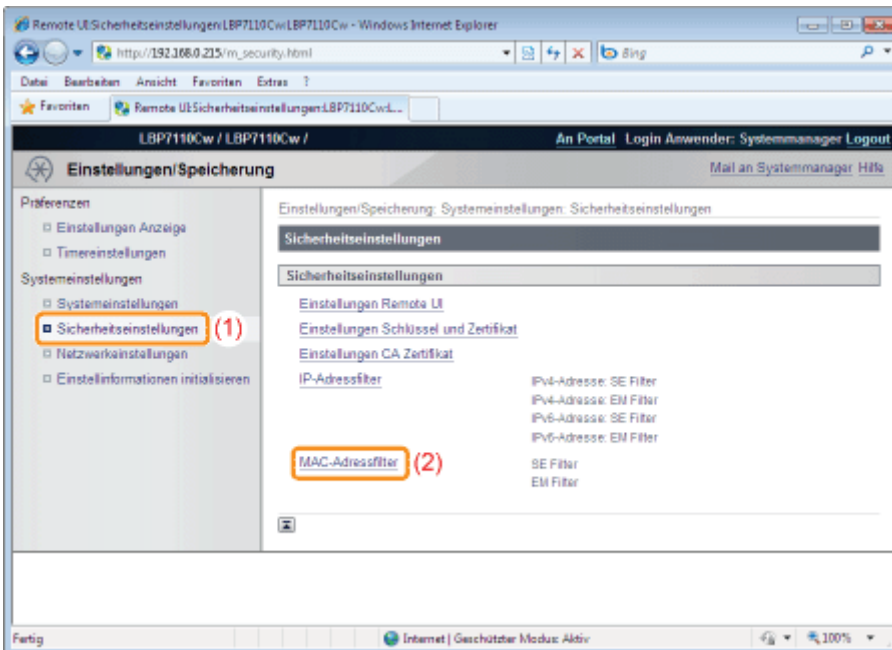 Remote UI:Sicherheitseinstellungen:LBP7110Cw:LBP7110Cw - Windows Internet Explorer
http://192.168.0.215/m_security.html
Bing
Datei Bearbeiten Ansicht Favoriten Extras ?
Favoriten
Remote UI:Sicherheitseinstellungen:LBP7110Cw:L...
LBP7110Cw / LBP7110Cw /
An Portal Login Anwender: Systemmanager Logout
Einstellungen/Speicherung
Mail an Systemmanager Hilfe
Präferenzen
Einstellungen Anzeige
Timereinstellungen
Systemeinstellungen
Systemeinstellungen
Sicherheitseinstellungen (1)
Netzwerkeinstellungen
Einstellinformationen initialisieren
Einstellungen/Speicherung: Systemeinstellungen: Sicherheitseinstellungen
Sicherheitseinstellungen
Sicherheitseinstellungen
Einstellungen Remote UI
Einstellungen Schlüssel und Zertifikat
Einstellungen CA Zertifikat
IP-Adressfilter
IPv4-Adresse: SE Filter
IPv4-Adresse: EM Filter
IPv6-Adresse: SE Filter
IPv6-Adresse: EM Filter
MAC-Adressfilter (2)
SE Filter
EM Filter
Fertig
Internet | Geschützter Modus: Aktiv
100%